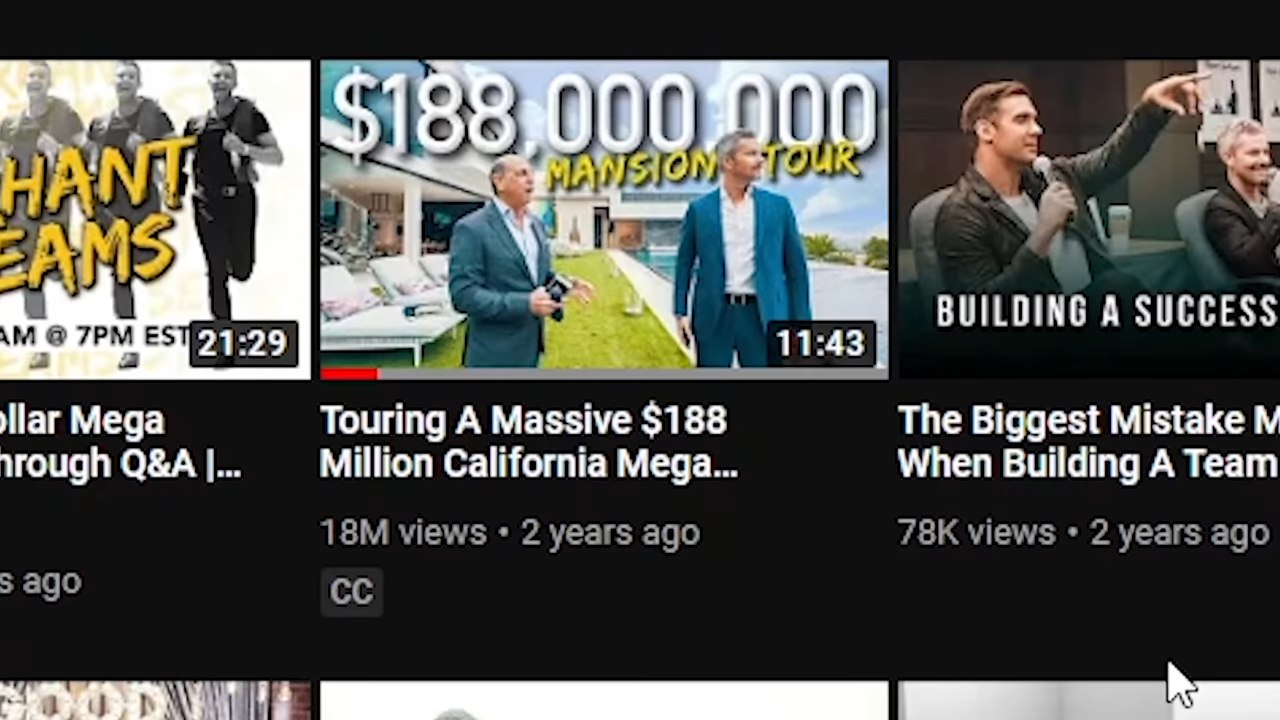 HANT
EAMS
AM @ 7PM EST
21:29
ollar Mega
hrough Q&A |...
s ago
$188,000,000
MANSION TOUR
11:43
Touring A Massive $188
Million California Mega...
18M views • 2 years ago
CC
BUILDING A SUCCESS
The Biggest Mistake M
When Building A Team
78K views • 2 years ago